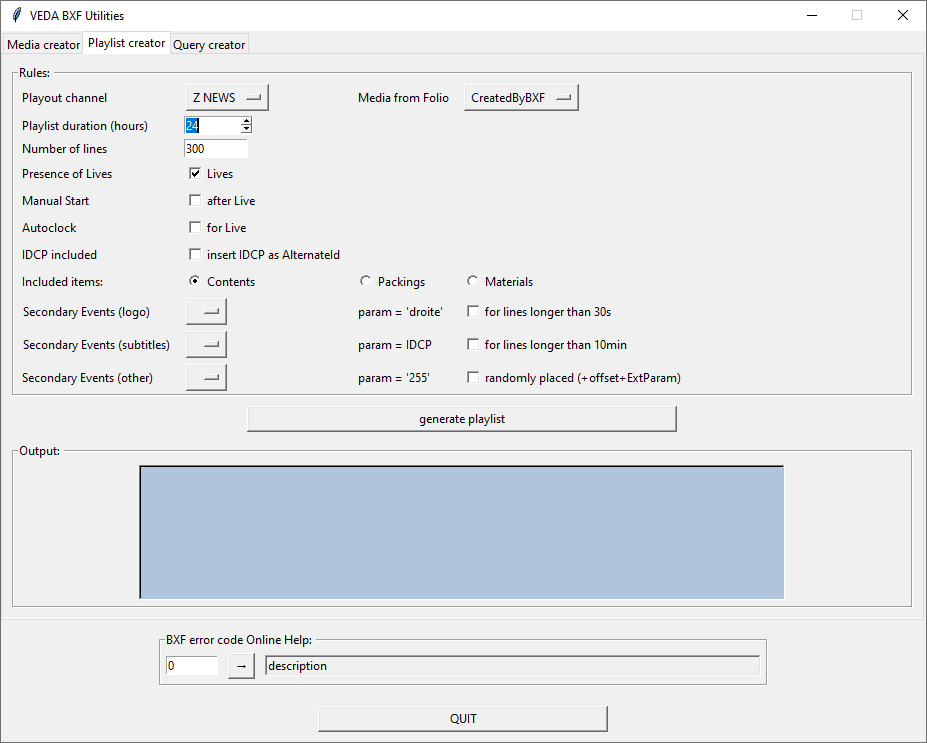 VEDA BXF Utilities
Media creator Playlist creator Query creator
Rules:
Playout channel Z NEWS Media from Folio CreatedByBXF
Playlist duration (hours) 24
Number of lines 300
Presence of Lives Lives
Manual Start after Live
Autoclock for Live
IDCP included insert IDCP as AlternateId
Included items: Contents Packings Materials
Secondary Events (logo) param = 'droite' for lines longer than 30s
Secondary Events (subtitles) param = IDCP for lines longer than 10min
Secondary Events (other) param = '255' randomly placed (+offset+ExtParam)
generate playlist
Output:
BXF error code Online Help:
0 → description
QUIT